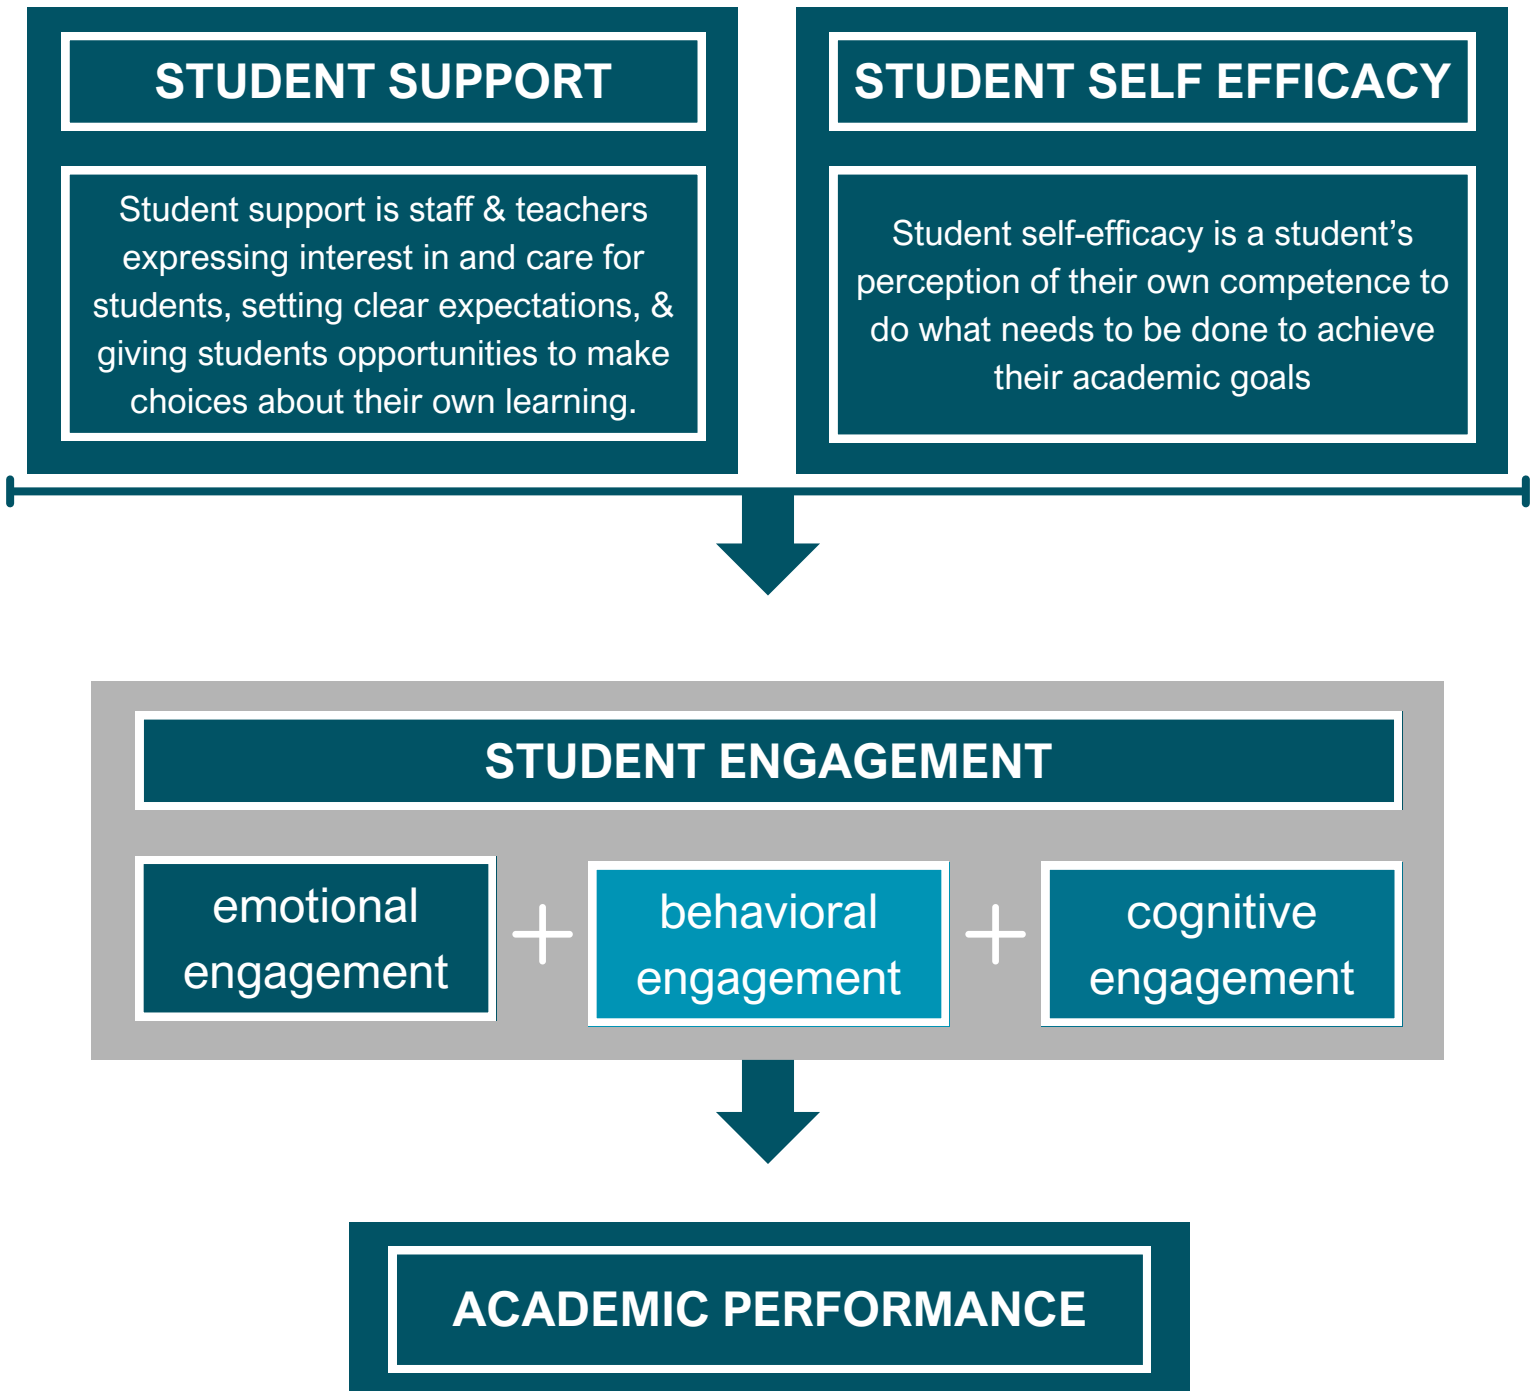 STUDENT SUPPORT
Student support is staff & teachers
expressing interest in and care for
students, setting clear expectations, &
giving students opportunities to make
choices about their own learning.
STUDENT SELF EFFICACY
Student self-efficacy is a student’s
perception of their own competence to
do what needs to be done to achieve
their academic goals
STUDENT ENGAGEMENT
emotional
engagement
+
behavioral
engagement
+
cognitive
engagement
ACADEMIC PERFORMANCE